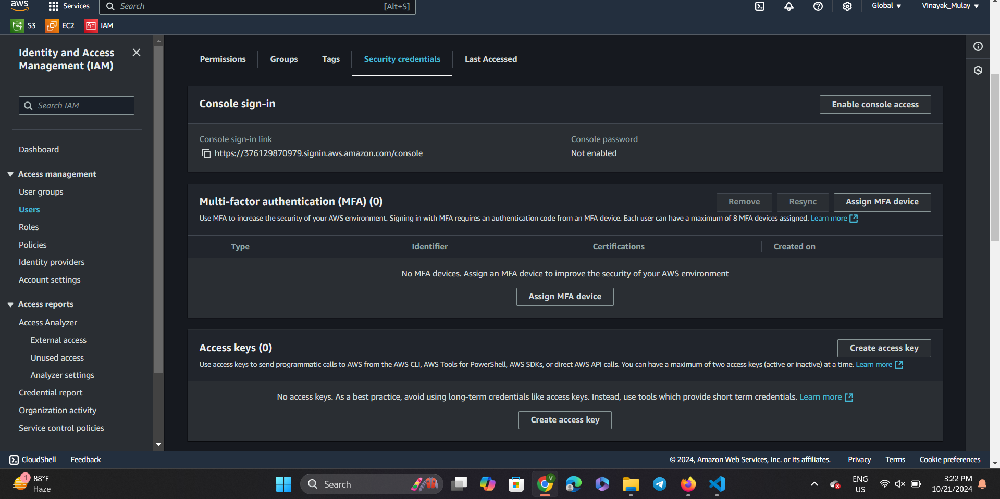 aws
Services
Search
[Alt+S]
Global
Vinayak_Mulay
S3
EC2
IAM
Identity and Access
Management (IAM)
Search IAM
Dashboard
Access management
User groups
Users
Roles
Policies
Identity providers
Account settings
Access reports
Access Analyzer
External access
Unused access
Analyzer settings
Credential report
Organization activity
Service control policies
Permissions
Groups
Tags
Security credentials
Last Accessed
Console sign-in
Enable console access
Console sign-in link
https://376129870979.signin.aws.amazon.com/console
Console password
Not enabled
Multi-factor authentication (MFA) (0)
Remove
Resync
Assign MFA device
Use MFA to increase the security of your AWS environment. Signing in with MFA requires an authentication code from an MFA device. Each user can have a maximum of 8 MFA devices assigned. Learn more
Type
Identifier
Certifications
Created on
No MFA devices. Assign an MFA device to improve the security of your AWS environment
Assign MFA device
Access keys (0)
Create access key
Use access keys to send programmatic calls to AWS from the AWS CLI, AWS Tools for PowerShell, AWS SDKs, or direct AWS API calls. You can have a maximum of two access keys (active or inactive) at a time. Learn more
No access keys. As a best practice, avoid using long-term credentials like access keys. Instead, use tools which provide short term credentials. Learn more
Create access key
CloudShell
Feedback
© 2024, Amazon Web Services, Inc. or its affiliates.
Privacy
Terms
Cookie preferences
1
88°F
Haze
Search
V
ENG
US
3:22 PM
10/21/2024